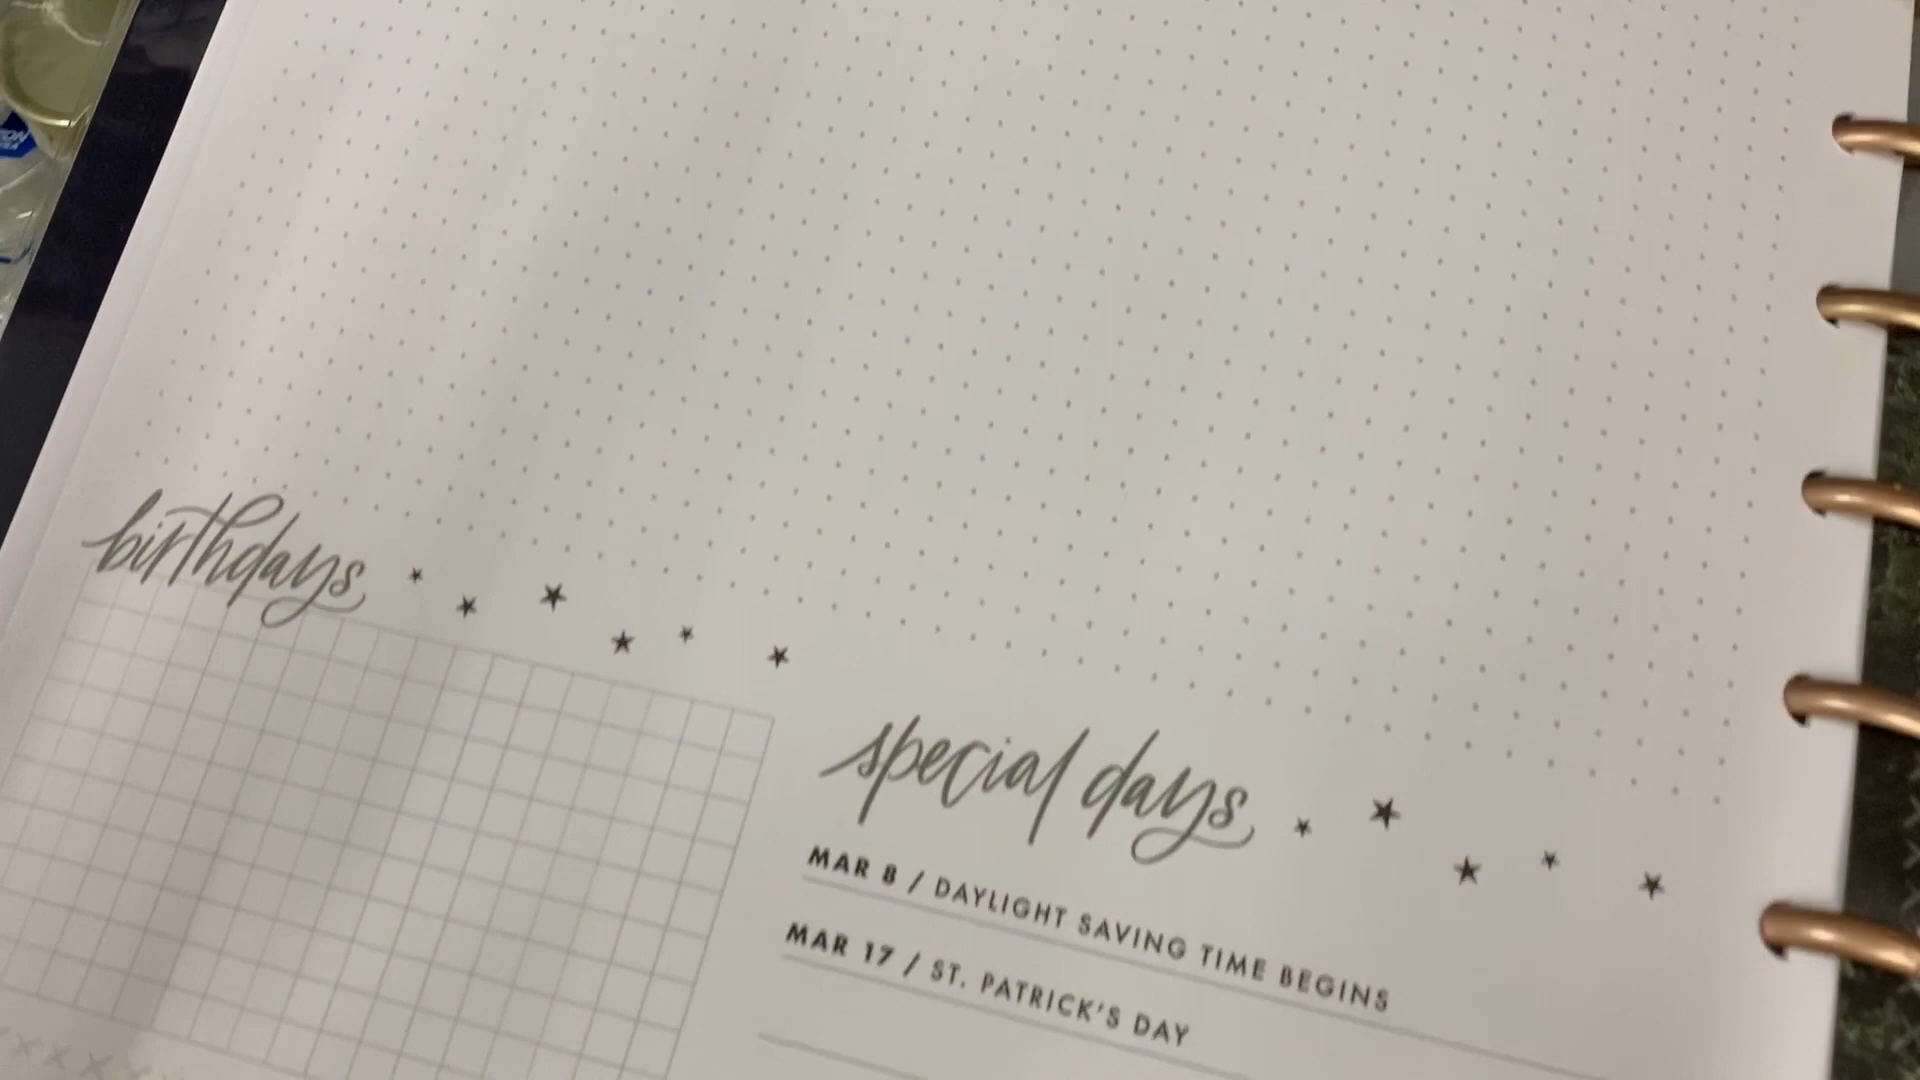 birthdays
special days
MAR 8 / DAYLIGHT SAVING TIME BEGINS
MAR 17 / ST. PATRICK'S DAY